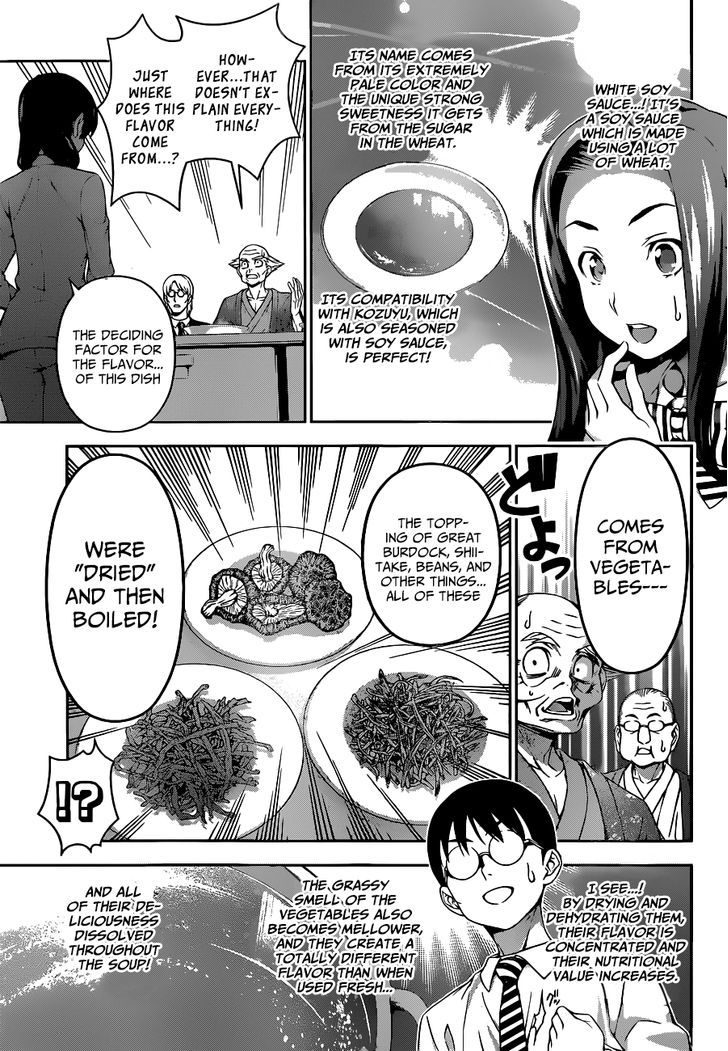 WHITE SOY
SAUCE...! IT'S
A SOY SAUCE
WHICH IS MADE
USING A LOT
OF WHEAT.
ITS NAME COMES
FROM ITS EXTREMELY
PALE COLOR AND
THE UNIQUE STRONG
SWEETNESS IT GETS
FROM THE SUGAR
IN THE WHEAT.
ITS COMPATIBILITY
WITH KOZUYU, WHICH
IS ALSO SEASONED
WITH SOY SAUCE,
IS PERFECT!
HOW-
EVER...THAT
DOESN'T EX-
PLAIN EVERY-
THING!
JUST
WHERE
DOES THIS
FLAVOR
COME
FROM...?
THE DECIDING
FACTOR FOR
THE FLAVOR...
OF THIS DISH
COMES
FROM
VEGETA-
BLES---
どよっ
THE TOPP-
ING OF GREAT
BURDOCK, SHII-
TAKE, BEANS, AND
OTHER THINGS...
ALL OF THESE
WERE
"DRIED"
AND THEN
BOILED!
!?
I SEE...!
BY DRYING AND
DEHYDRATING THEM,
THEIR FLAVOR IS
CONCENTRATED AND
THEIR NUTRITIONAL
VALUE INCREASES.
THE GRASSY
SMELL OF THE
VEGETABLES ALSO
BECOMES MELLOWER,
AND THEY CREATE A
TOTALLY DIFFERENT
FLAVOR THAN WHEN
USED FRESH...
AND ALL
OF THEIR DE-
LICIOUSNESS
DISSOLVED
THROUGHOUT
THE SOUP!